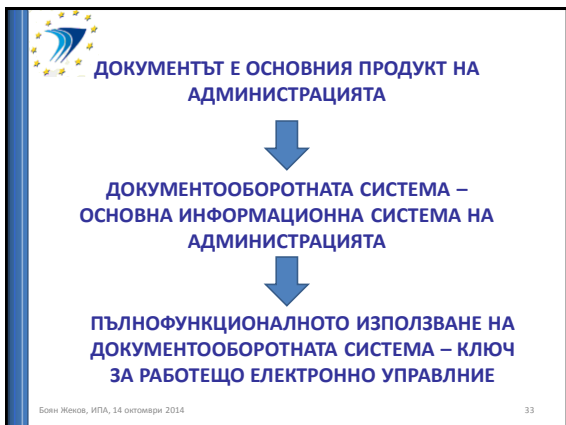 ДОКУМЕНТЪТ Е ОСНОВНИЯ ПРОДУКТ НА
АДМИНИСТРАЦИЯТА
ДОКУМЕНТООБОРОТНАТА СИСТЕМА –
ОСНОВНА ИНФОРМАЦИОННА СИСТЕМА НА
АДМИНИСТРАЦИЯТА
ПЪЛНОФУНКЦИОНАЛНОТО ИЗПОЛЗВАНЕ НА
ДОКУМЕНТООБОРОТНАТА СИСТЕМА – КЛЮЧ
ЗА РАБОТЕЩО ЕЛЕКТРОННО УПРАВЛНИЕ
Боян Жеков, ИПА, 14 октомври 2014
33